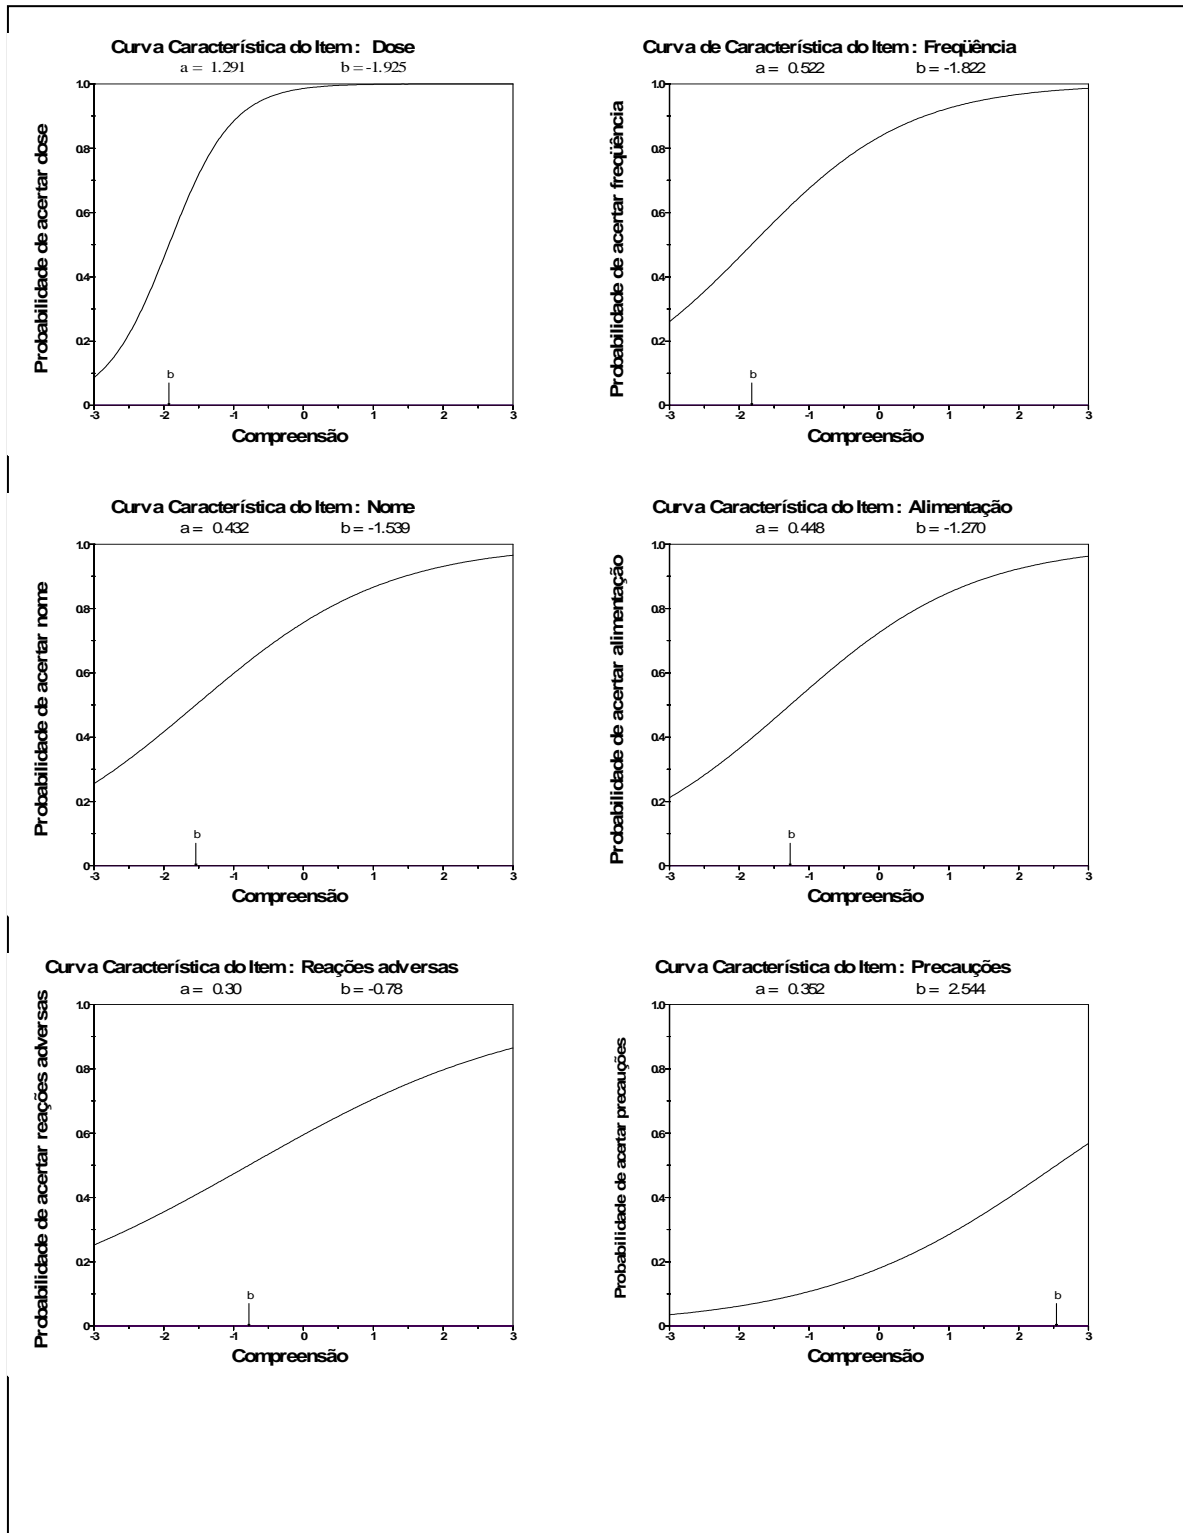 Curva Característica do Item : Dose
a = 1.291 b = -1.925
Probabilidade de acertar dose
1.0
0.8
0.6
0.4
0.2
0
b
-3 -2 -1 0 1 2 3
Compreensão
Curva de Característica do Item : Freqüência
a = 0.522 b = -1.822
Probabilidade de acertar freqüência
1.0
0.8
0.6
0.4
0.2
0
b
-3 -2 -1 0 1 2 3
Compreensão
Curva Característica do Item : Nome
a = 0.432 b = -1.539
Probabilidade de acertar nome
1.0
0.8
0.6
0.4
0.2
0
b
-3 -2 -1 0 1 2 3
Compreensão
Curva Característica do Item : Alimentação
a = 0.448 b = -1.270
Probabilidade de acertar alimentação
1.0
0.8
0.6
0.4
0.2
0
b
-3 -2 -1 0 1 2 3
Compreensão
Curva Característica do Item : Reações adversas
a = 0.30 b = -0.78
Probabilidade de acertar reações adversas
1.0
0.8
0.6
0.4
0.2
0
b
-3 -2 -1 0 1 2 3
Compreensão
Curva Característica do Item : Precauções
a = 0.352 b = 2.544
Probabilidade de acertar precauções
1.0
0.8
0.6
0.4
0.2
0
b
-3 -2 -1 0 1 2 3
Compreensão